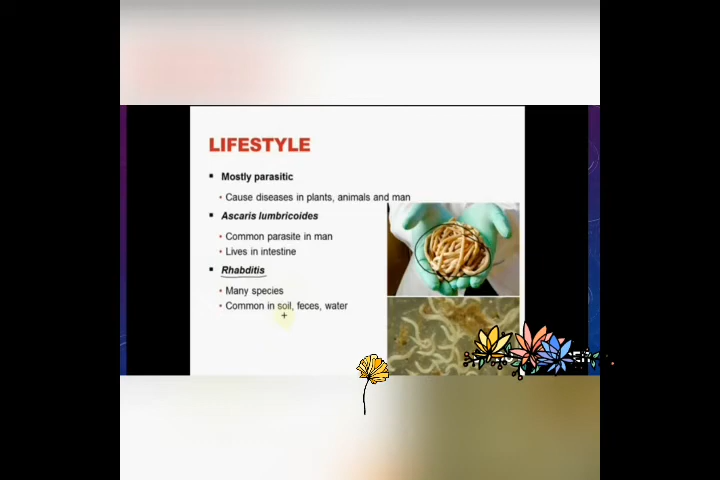 LIFESTYLE
▪ Mostly parasitic
• Cause diseases in plants, animals and man
▪ Ascaris lumbricoides
• Common parasite in man
• Lives in intestine
▪ Rhabditis
• Many species
• Common in soil, feces, water